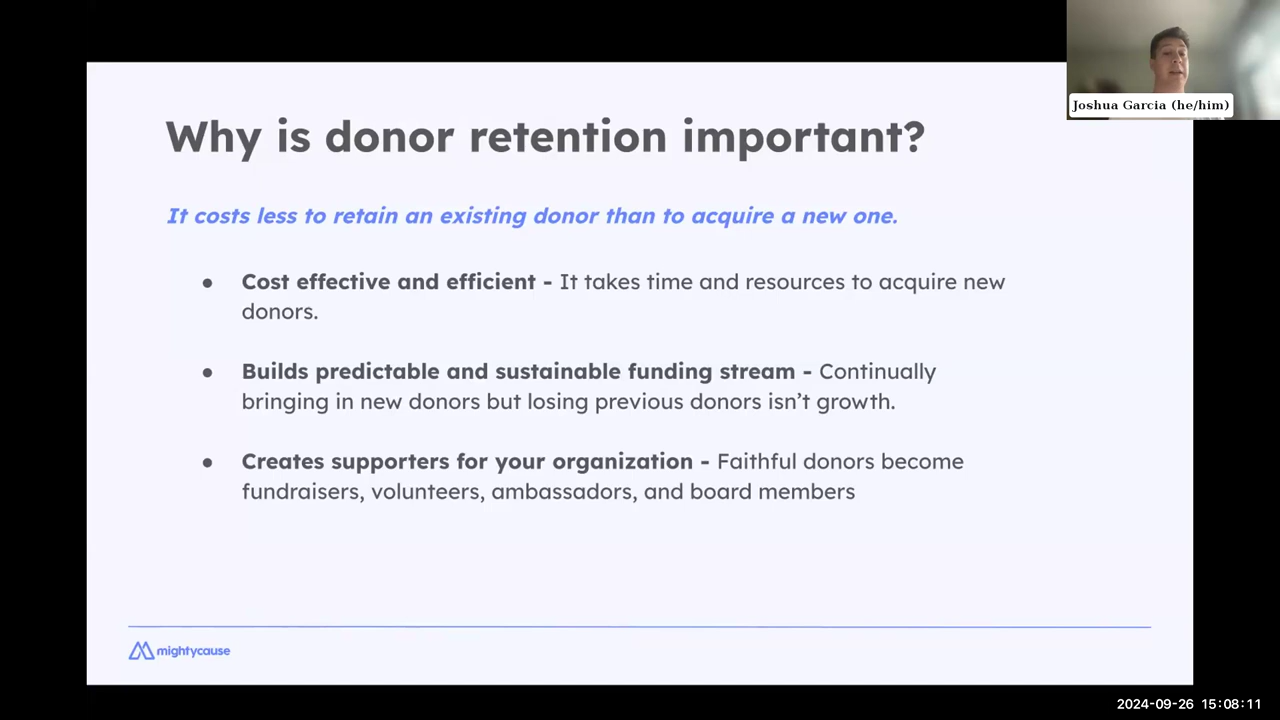 Joshua Garcia (he/him)
Why is donor retention important?
It costs less to retain an existing donor than to acquire a new one.
● Cost effective and efficient - It takes time and resources to acquire new
donors.
● Builds predictable and sustainable funding stream - Continually
bringing in new donors but losing previous donors isn’t growth.
● Creates supporters for your organization - Faithful donors become
fundraisers, volunteers, ambassadors, and board members
mightycause
2024-09-26 15:08:11